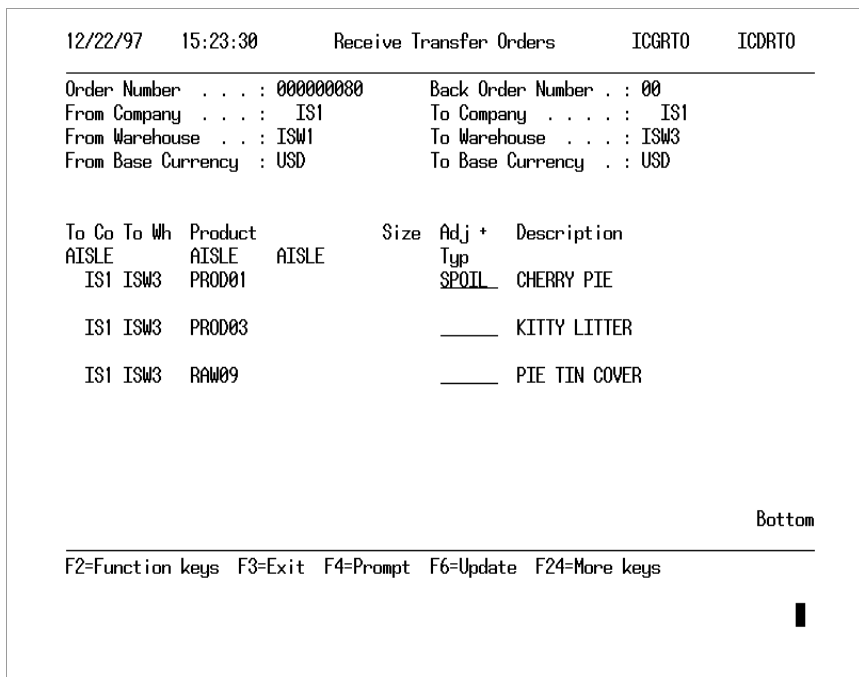 12/22/97 15:23:30 Receive Transfer Orders ICGRTO ICDRTO
Order Number . . . : 000000080 Back Order Number . : 00
From Company . . . : IS1 To Company . . . . : IS1
From Warehouse . . : ISW1 To Warehouse . . . : ISW3
From Base Currency : USD To Base Currency . : USD
To Co To Wh Product Size Adj + Description
AISLE AISLE AISLE Typ
IS1 ISW3 PROD01 SPOIL CHERRY PIE
IS1 ISW3 PROD03 ______ KITTY LITTER
IS1 ISW3 RAW09 ______ PIE TIN COVER
Bottom
F2=Function keys F3=Exit F4=Prompt F6=Update F24=More keys